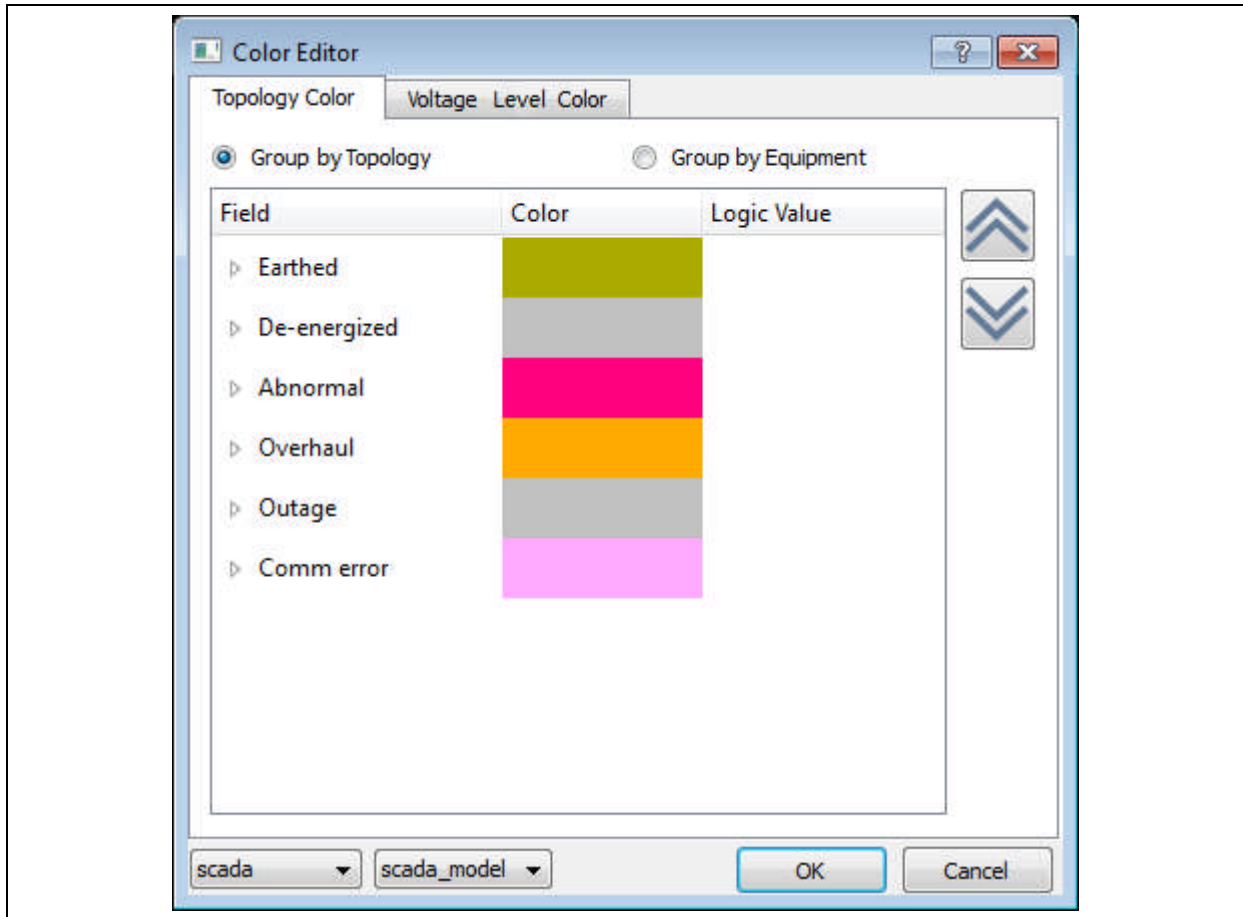 Color Editor
Topology Color Voltage Level Color
Group by Topology Group by Equipment
Field Color Logic Value
Earthed
De-energized
Abnormal
Overhaul
Outage
Comm error
scada scada_model OK Cancel